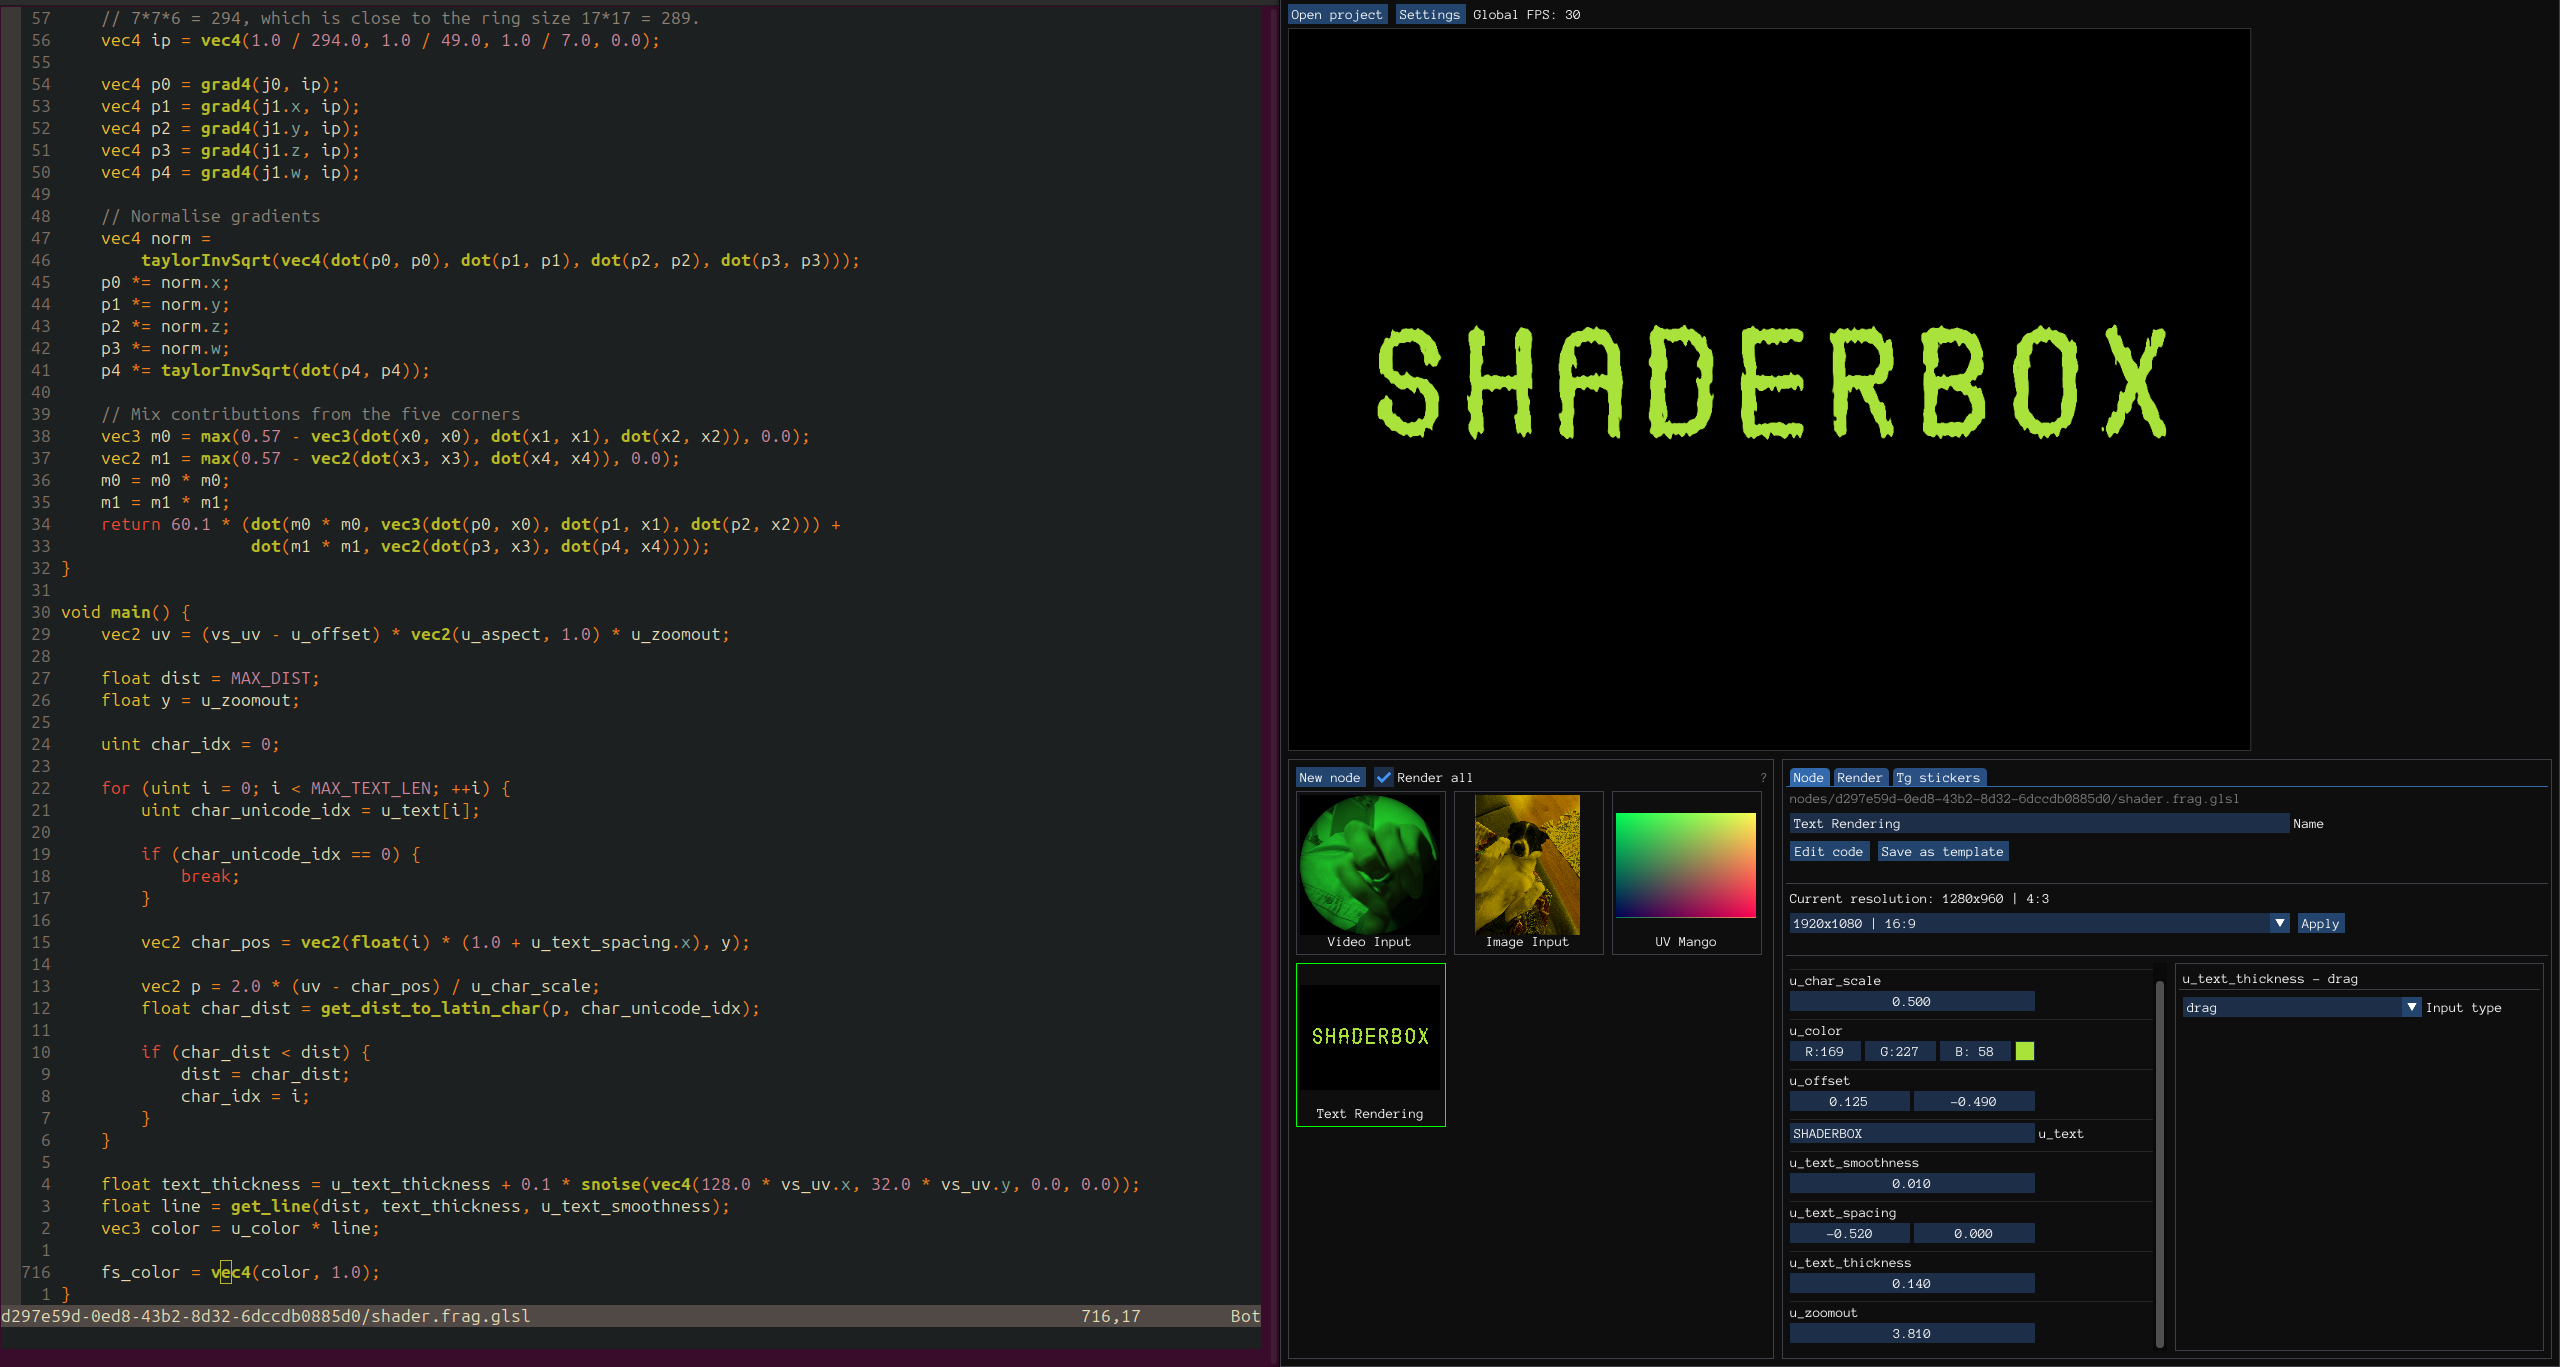 57 // 7*7*6 = 294, which is close to the ring size 17*17 = 289.
56 vec4 ip = vec4(1.0 / 294.0, 1.0 / 49.0, 1.0 / 7.0, 0.0);
55
54 vec4 p0 = grad4(j0, ip);
53 vec4 p1 = grad4(j1.x, ip);
52 vec4 p2 = grad4(j1.y, ip);
51 vec4 p3 = grad4(j1.z, ip);
50 vec4 p4 = grad4(j1.w, ip);
49
48 // Normalise gradients
47 vec4 norm =
46 taylorInvSqrt(vec4(dot(p0, p0), dot(p1, p1), dot(p2, p2), dot(p3, p3)));
45 p0 *= norm.x;
44 p1 *= norm.y;
43 p2 *= norm.z;
42 p3 *= norm.w;
41 p4 *= taylorInvSqrt(dot(p4, p4));
40
39 // Mix contributions from the five corners
38 vec3 m0 = max(0.57 - vec3(dot(x0, x0), dot(x1, x1), dot(x2, x2)), 0.0);
37 vec2 m1 = max(0.57 - vec2(dot(x3, x3), dot(x4, x4)), 0.0);
36 m0 = m0 * m0;
35 m1 = m1 * m1;
34 return 60.1 * (dot(m0 * m0, vec3(dot(p0, x0), dot(p1, x1), dot(p2, x2))) +
33 dot(m1 * m1, vec2(dot(p3, x3), dot(p4, x4))));
32 }
31
30 void main() {
29 vec2 uv = (vs_uv - u_offset) * vec2(u_aspect, 1.0) * u_zoomout;
28
27 float dist = MAX_DIST;
26 float y = u_zoomout;
25
24 uint char_idx = 0;
23
22 for (uint i = 0; i < MAX_TEXT_LEN; ++i) {
21 uint char_unicode_idx = u_text[i];
20
19 if (char_unicode_idx == 0) {
18 break;
17 }
16
15 vec2 char_pos = vec2(float(i) * (1.0 + u_text_spacing.x), y);
14
13 vec2 p = 2.0 * (uv - char_pos) / u_char_scale;
12 float char_dist = get_dist_to_latin_char(p, char_unicode_idx);
11
10 if (char_dist < dist) {
9 dist = char_dist;
8 char_idx = i;
7 }
6 }
5
4 float text_thickness = u_text_thickness + 0.1 * snoise(vec4(128.0 * vs_uv.x, 32.0 * vs_uv.y, 0.0, 0.0));
3 float line = get_line(dist, text_thickness, u_text_smoothness);
2 vec3 color = u_color * line;
1
716 fs_color = vec4(color, 1.0);
1 }
d297e59d-0ed8-43b2-8d32-6dccdb0885d0/shader.frag.glsl 716,17 Bot
Open project Settings Global FPS: 30
SHADERBOX
New node Render all ?
Video Input Image Input UV Mango
SHADERBOX
Text Rendering
Node Render Tg stickers
nodes/d297e59d-0ed8-43b2-8d32-6dccdb0885d0/shader.frag.glsl
Text Rendering Name
Edit code Save as template
Current resolution: 1280x960 | 4:3
1920x1080 | 16:9 Apply
u_char_scale
0.500
u_color
R:169 G:227 B: 58
u_offset
0.125 -0.490
SHADERBOX u_text
u_text_smoothness
0.010
u_text_spacing
-0.520 0.000
u_text_thickness
0.140
u_zoomout
3.810
u_text_thickness - drag
drag Input type